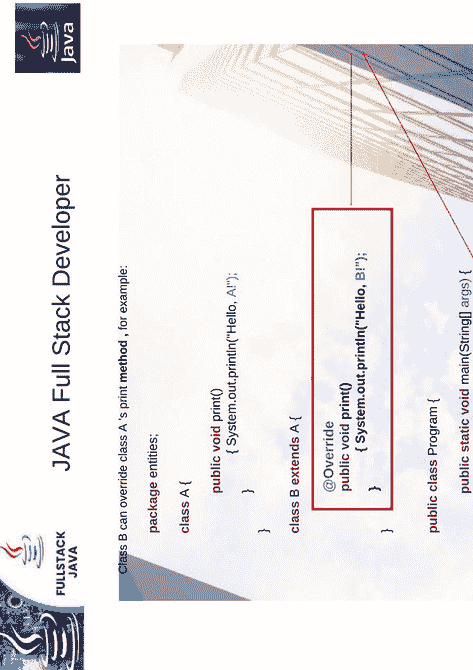 FULLSTACK
JAVA
JAVA Full Stack Developer
Java
Class B can override class A 's print method , for example:
package entities;
class A {
public void print()
{ System.out.println("Hello, A!");
}
}
class B extends A {
@Override
public void print()
{ System.out.println("Hello, B!");
}
}
public class Program {
public static void main(String[] args) {